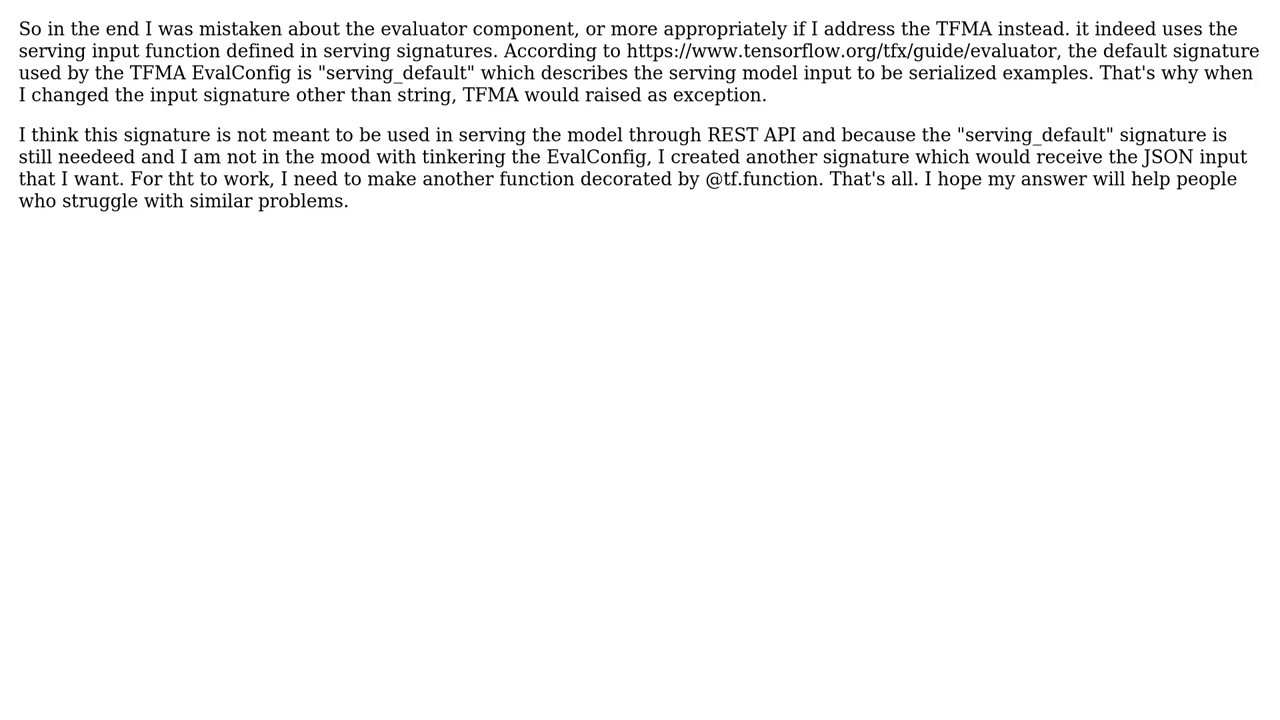 So in the end I was mistaken about the evaluator component, or more appropriately if I address the TFMA instead. it indeed uses the
serving input function defined in serving signatures. According to https://www.tensorflow.org/tfx/guide/evaluator, the default signature
used by the TFMA EvalConfig is "serving_default" which describes the serving model input to be serialized examples. That's why when
I changed the input signature other than string, TFMA would raised as exception.
I think this signature is not meant to be used in serving the model through REST API and because the "serving_default" signature is
still needeed and I am not in the mood with tinkering the EvalConfig, I created another signature which would receive the JSON input
that I want. For tht to work, I need to make another function decorated by @tf.function. That's all. I hope my answer will help people
who struggle with similar problems.